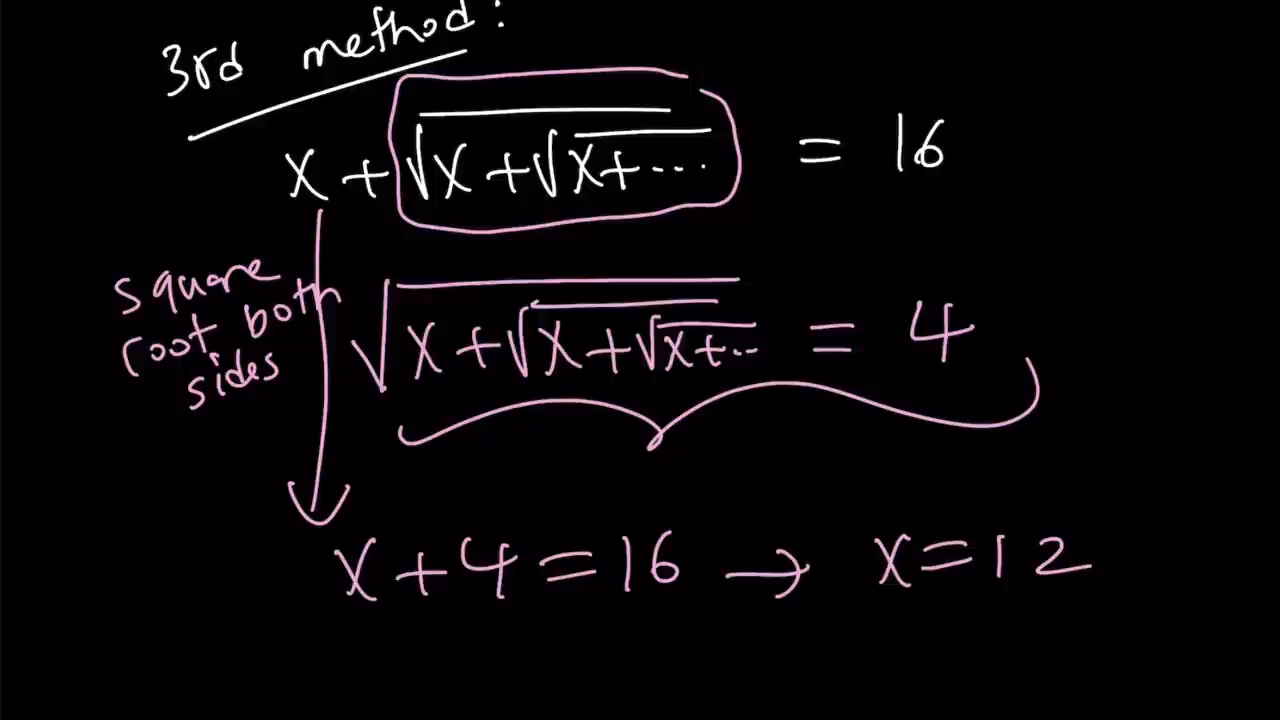 3rd method:
x + √(x + √(x + ...)) = 16
square
root both
sides
√(x + √(x + √(x + ...))) = 4
x + 4 = 16 → x = 12